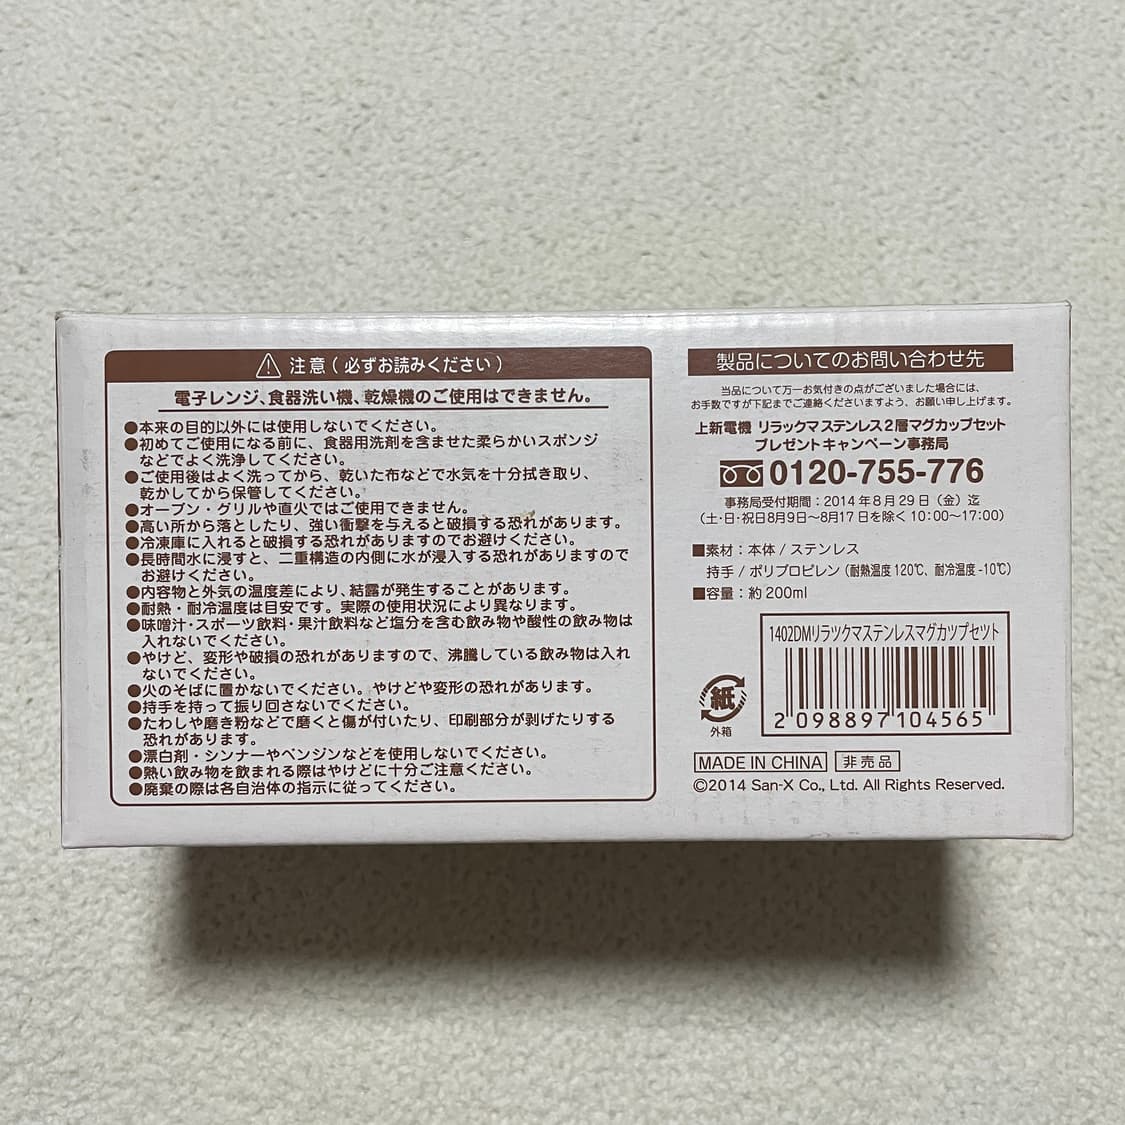 注意(必ずお読みください)
電子レンジ、食器洗い機、乾燥機のご使用はできません。
●本来の目的以外には使用しないでください。
●初めてご使用になる前に、食器用洗剤を含ませた柔らかいスポンジ
などでよく洗浄してください。
●ご使用後はよく洗ってから、乾いた布などで水気を十分拭き取り、
乾かしてから保管してください。
●オーブン・グリルや直火ではご使用できません。
●高い所から落としたり、強い衝撃を与えると破損する恐れがあります。
●冷凍庫に入れると破損する恐れがありますのでお避けください。
●長時間水に浸すと、二重構造の内側に水が浸入する恐れがありますので
お避けください。
●内容物と外気の温度差により、結露が発生することがあります。
●耐熱・耐冷温度は目安です。実際の使用状況により異なります。
●味噌汁・スポーツ飲料・果汁飲料など塩分を含む飲み物や酸性の飲み物は
入れないでください。
●やけど、変形や破損の恐れがありますので、沸騰している飲み物は入れ
ないでください。
●火のそばに置かないでください。やけどや変形の恐れがあります。
●持手を持って振り回さないでください。
●たわしや磨き粉などで磨くと傷が付いたり、印刷部分が剥げたりする
恐れがあります。
●漂白剤・シンナーやベンジンなどを使用しないでください。
●熱い飲み物を飲まれる際はやけどに十分ご注意ください。
●廃棄の際は各自治体の指示に従ってください。
製品についてのお問い合わせ先
当品について万一お気付きの点がございました場合には、
お手数ですが下記までご連絡くださいますよう、お願い申し上げます。
上新電機 リラックマステンレス2層マグカップセット
プレゼントキャンペーン事務局
0120-755-776
事務局受付期間:2014年8月29日(金)迄
(土・日・祝日8月9日〜8月17日を除く10:00〜17:00)
■素材:本体/ステンレス
持手/ポリプロピレン(耐熱温度120℃、耐冷温度-10℃)
■容量:約200ml
1402DMリラツクマステンレスマグカツプセツト
2098897104565
紙
外箱
MADE IN CHINA 非売品
©2014 San-X Co., Ltd. All Rights Reserved.